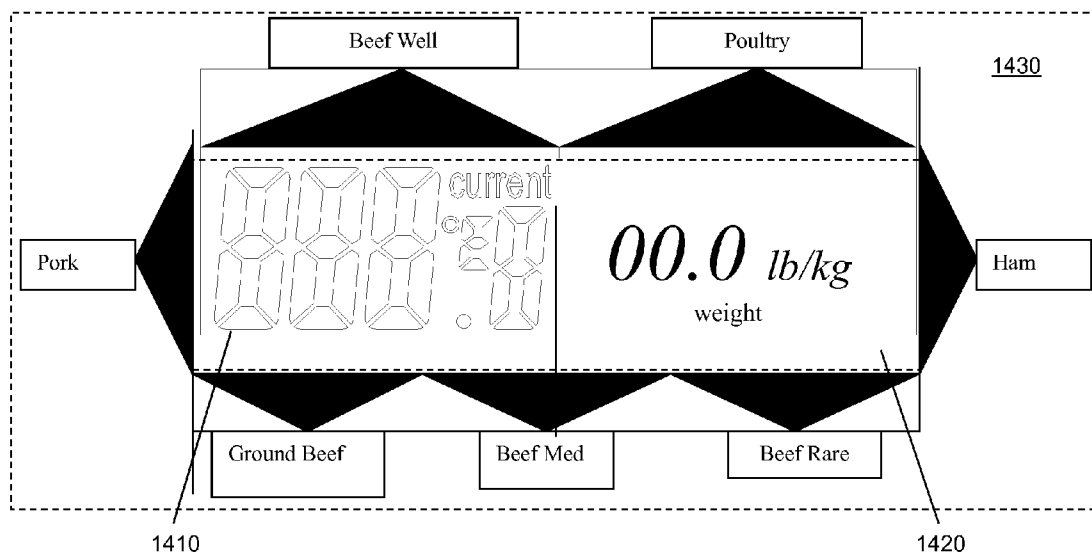 Beef Well
Poultry
1430
current
Pork
00.0 lb/kg
Ham
weight
Ground Beef
Beef Med
Beef Rare
1410
1420